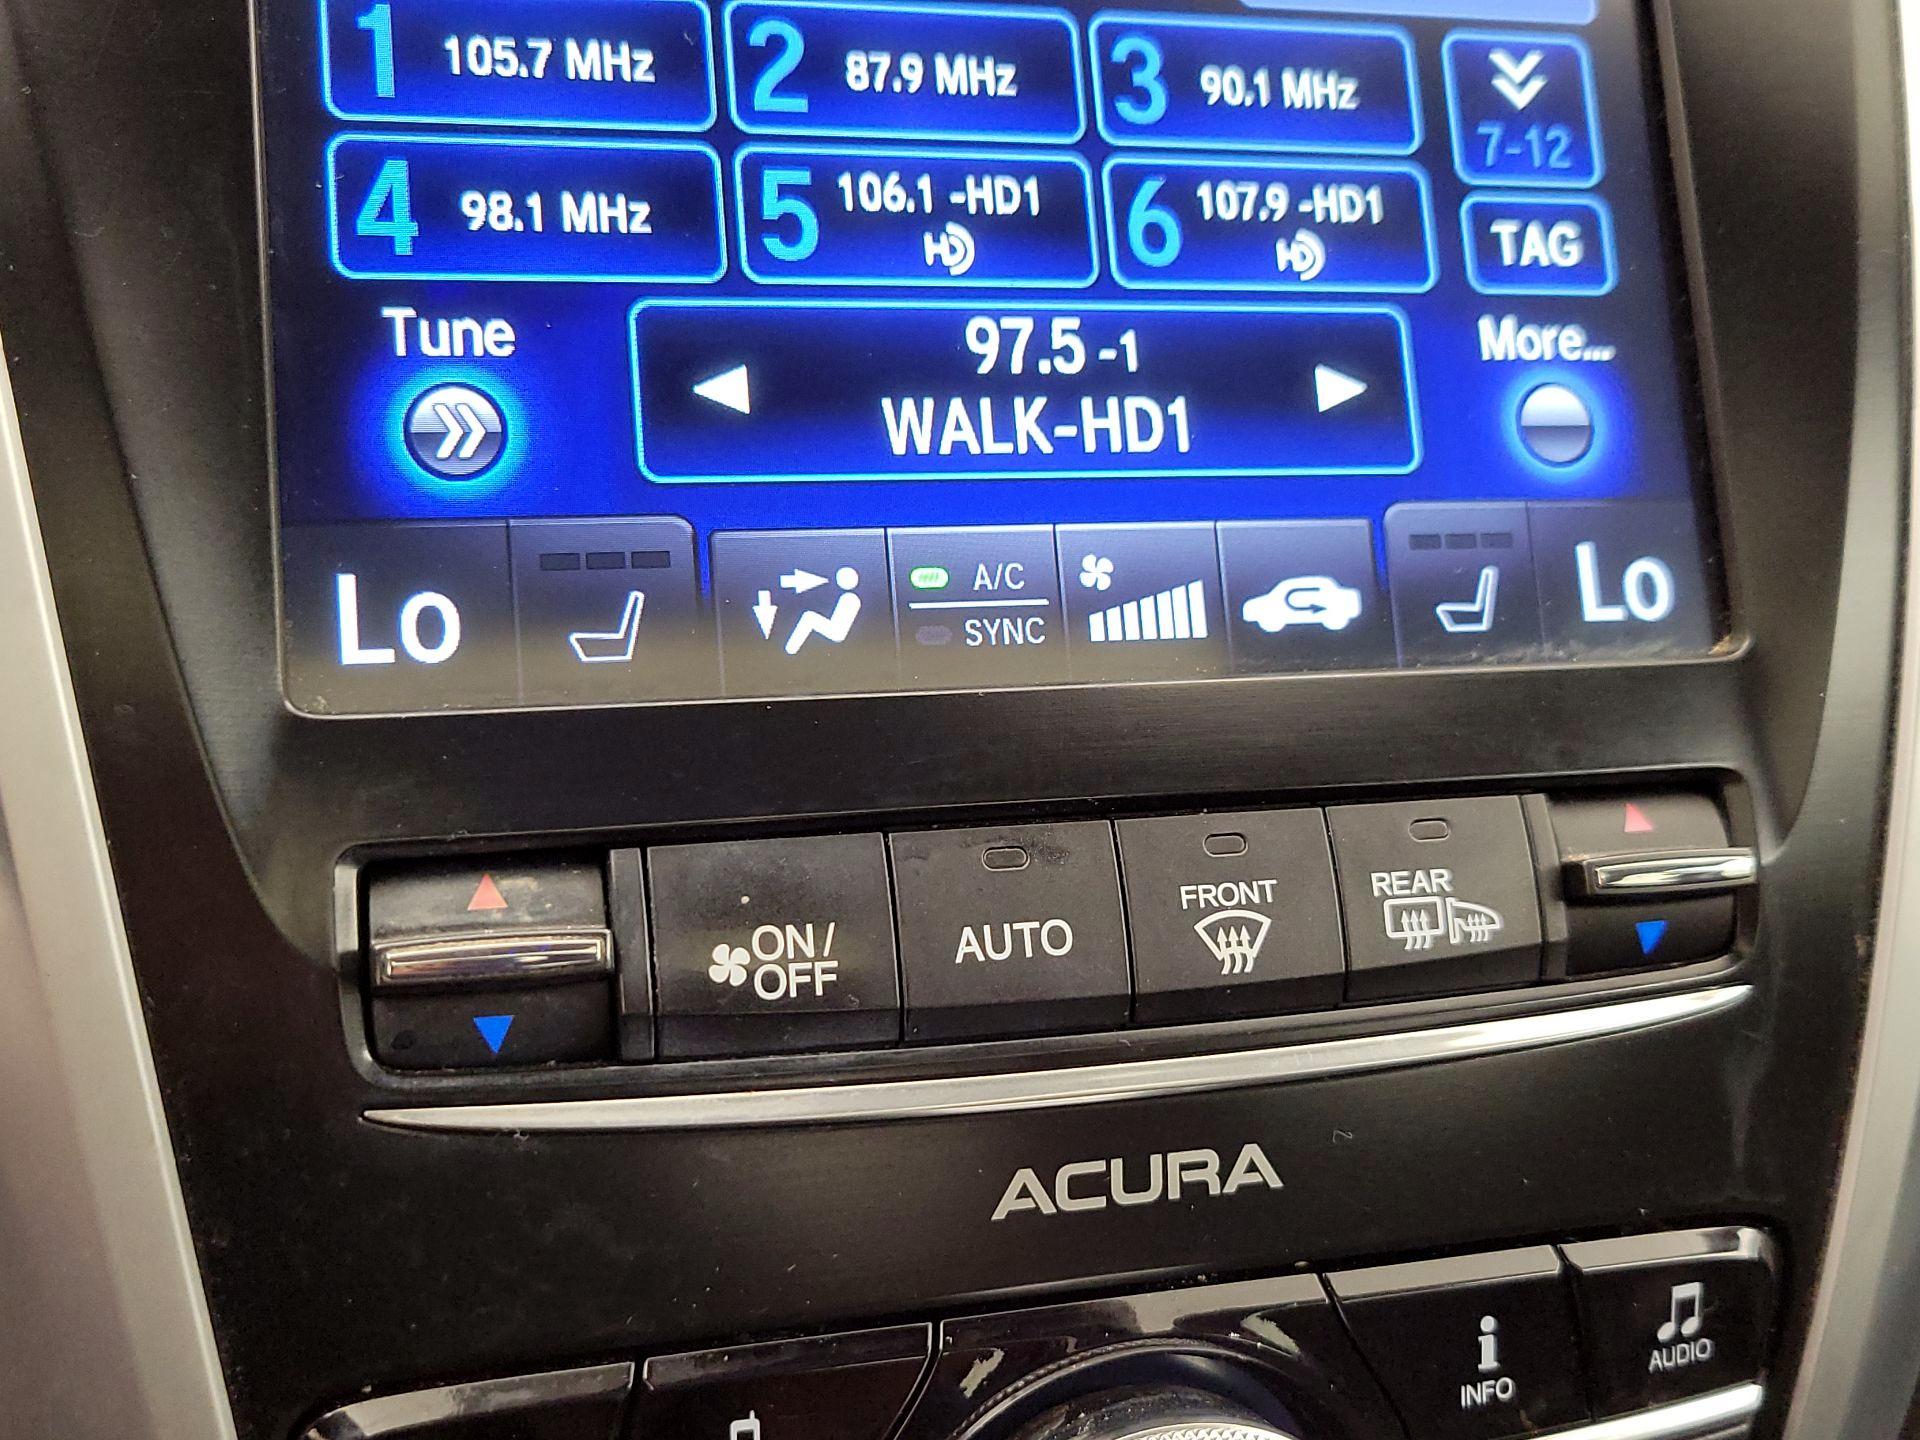 1 105.7 MHz
2 87.9 MHz
3 90.1 MHz
7-12
4 98.1 MHz
5 106.1 -HD1
HD
6 107.9 -HD1
HD
TAG
Tune
97.5 -1
WALK-HD1
More...
Lo
A/C
SYNC
Lo
ON/
OFF
AUTO
FRONT
REAR
ACURA
i
INFO
AUDIO